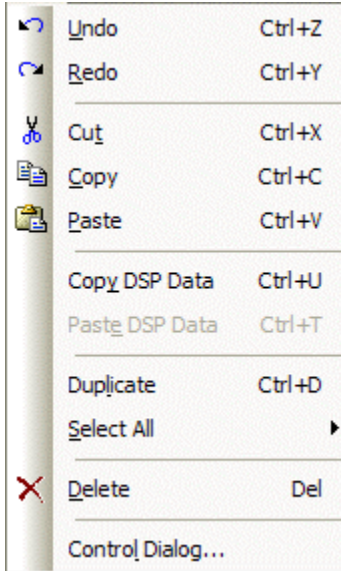 Undo Ctrl+Z
Redo Ctrl+Y
Cut Ctrl+X
Copy Ctrl+C
Paste Ctrl+V
Copy DSP Data Ctrl+U
Paste DSP Data Ctrl+T
Duplicate Ctrl+D
Select All
Delete Del
Control Dialog...